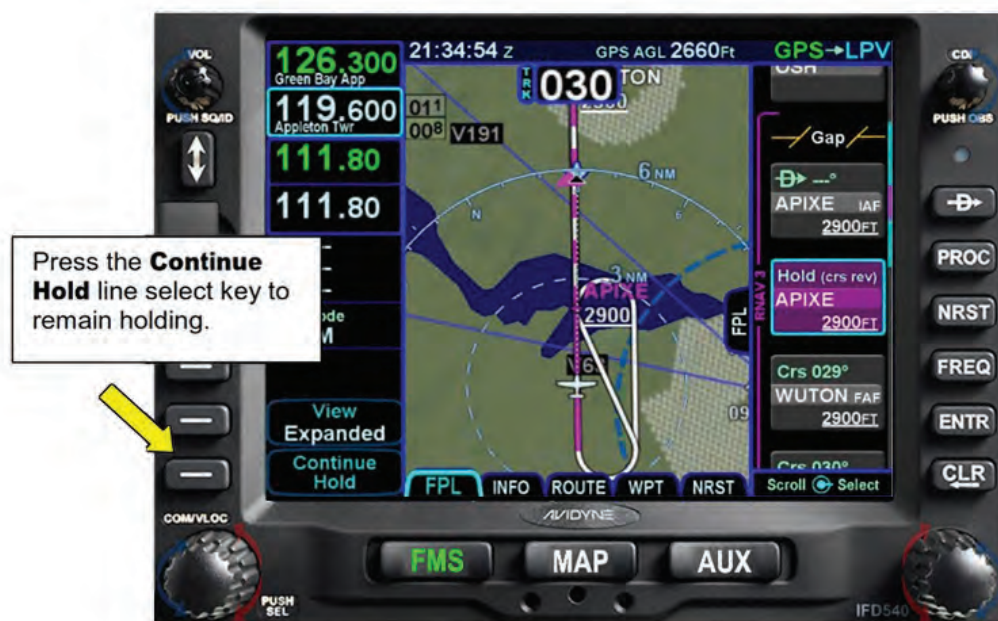 VOL
PUSH SQ/ID
126.300
Green Bay App
119.600
Appleton Twr
111.80
111.80
View
Expanded
Continue
Hold
Press the Continue
Hold line select key to
remain holding.
COM/VLOC
PUSH
SEL
21:34:54 Z
GPS AGL 2660Ft
GPS→LPV
TRK
030
2900
01¹
00⁸
V191
N
6 NM
6
3 NM
APIXE
2900
09
FPL
RNAV 3
OSH
Gap
---°
APIXE IAF
2900FT
Hold (crs rev)
APIXE
2900FT
Crs 029°
WUTON FAF
2900FT
Crs 030°
FPL
INFO
ROUTE
WPT
NRST
Scroll Select
AVIDYNE
FMS
MAP
AUX
IFD540
CDI
PUSH OBS
D
PROC
NRST
FREQ
ENTR
CLR